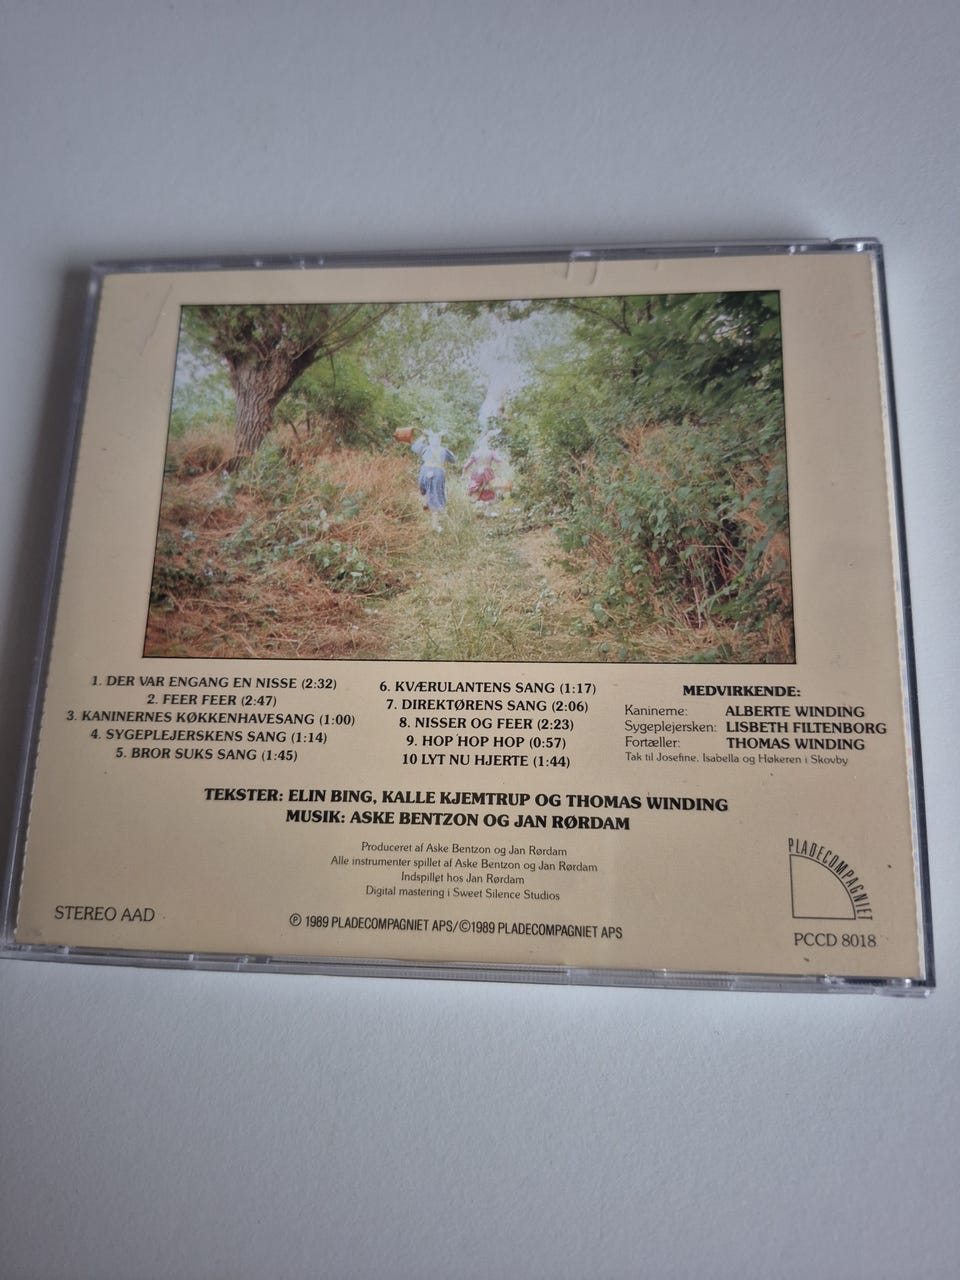 1. DER VAR ENGANG EN NISSE (2:32)
2. FEER FEER (2:47)
3. KANINERNES KØKKENHAVESANG (1:00)
4. SYGEPLEJERSKENS SANG (1:14)
5. BROR SUKS SANG (1:45)
6. KVÆRULANTENS SANG (1:17)
7. DIREKTØRENS SANG (2:06)
8. NISSER OG FEER (2:23)
9. HOP HOP HOP (0:57)
10 LYT NU HJERTE (1:44)
MEDVIRKENDE:
Kaninerne: ALBERTE WINDING
Sygeplejersken: LISBETH FILTENBORG
Fortæller: THOMAS WINDING
Tak til Josefine, Isabella og Høkeren i Skovby
TEKSTER: ELIN BING, KALLE KJEMTRUP OG THOMAS WINDING
MUSIK: ASKE BENTZON OG JAN RØRDAM
Produceret af Aske Bentzon og Jan Rørdam
Alle instrumenter spillet af Aske Bentzon og Jan Rørdam
Indspillet hos Jan Rørdam
Digital mastering i Sweet Silence Studios
STEREO AAD
℗ 1989 PLADECOMPAGNIET APS/©1989 PLADECOMPAGNIET APS
PLADECOMPAGNIET
PCCD 8018